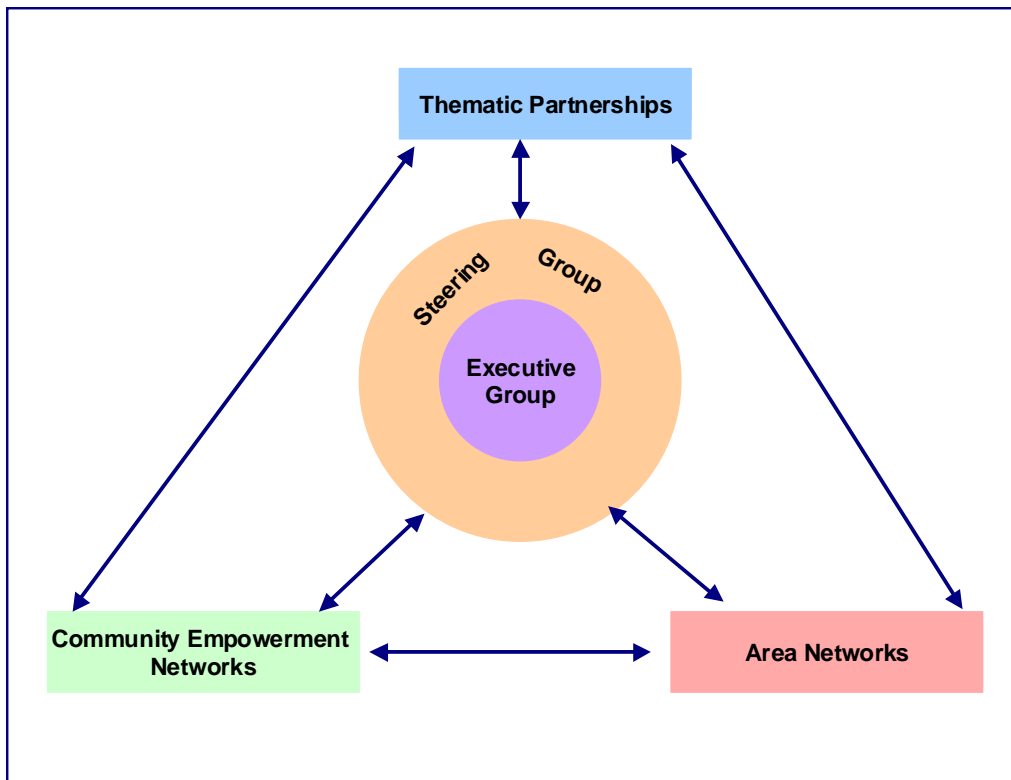 Thematic Partnerships
Steering Group
Executive
Group
Community Empowerment
Networks
Area Networks